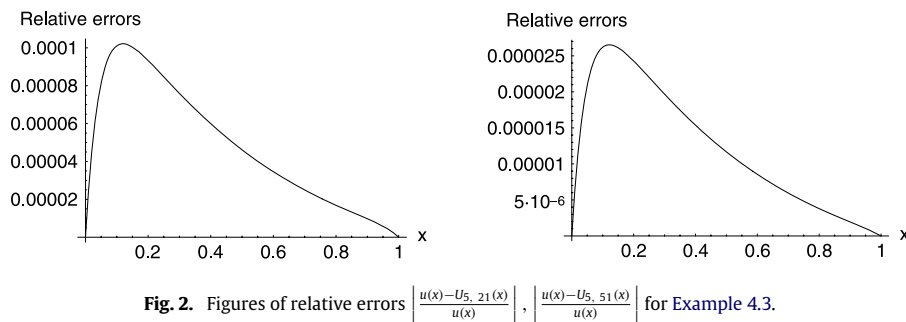 Relative errors
0.0001
0.00008
0.00006
0.00004
0.00002
0.2 0.4 0.6 0.8 1 x
Relative errors
0.000025
0.00002
0.000015
0.00001
5·10–6
0.2 0.4 0.6 0.8 1 x
Fig. 2. Figures of relative errors |u(x)−U5, 21(x) / u(x)|, |u(x)−U5, 51(x) / u(x)| for Example 4.3.